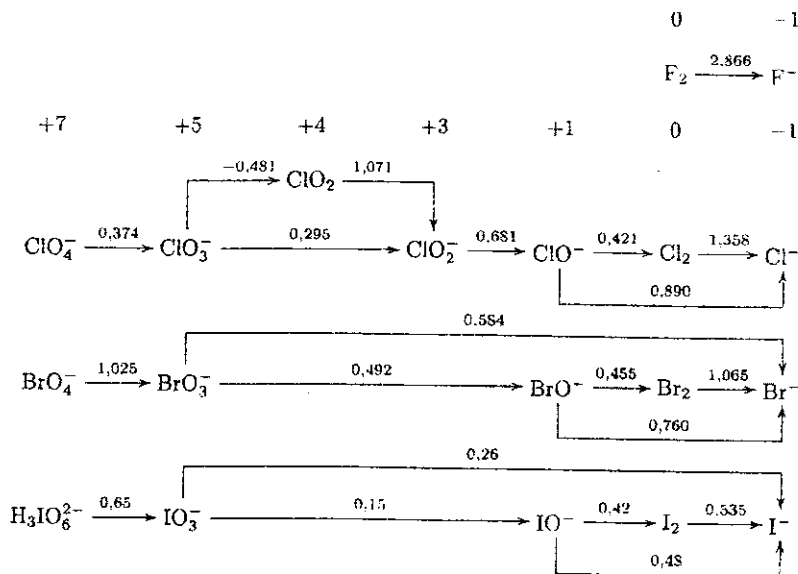 0 −1
2.866
F₂ F⁻
+7 +5 +4 +3 +1 0 −1
−0,481 ClO₂ 1,071
ClO₄⁻ 0,374 ClO₃⁻ 0,295 ClO₂⁻ 0,681 ClO⁻ 0,421 Cl₂ 1,358 Cl⁻
0,890
0.584
BrO₄⁻ 1,025 BrO₃⁻ 0,492 BrO⁻ 0,455 Br₂ 1,065 Br⁻
0,760
0,26
H₃IO₆²⁻ 0,65 IO₃⁻ 0,15 IO⁻ 0,42 I₂ 0,535 I⁻
0,48